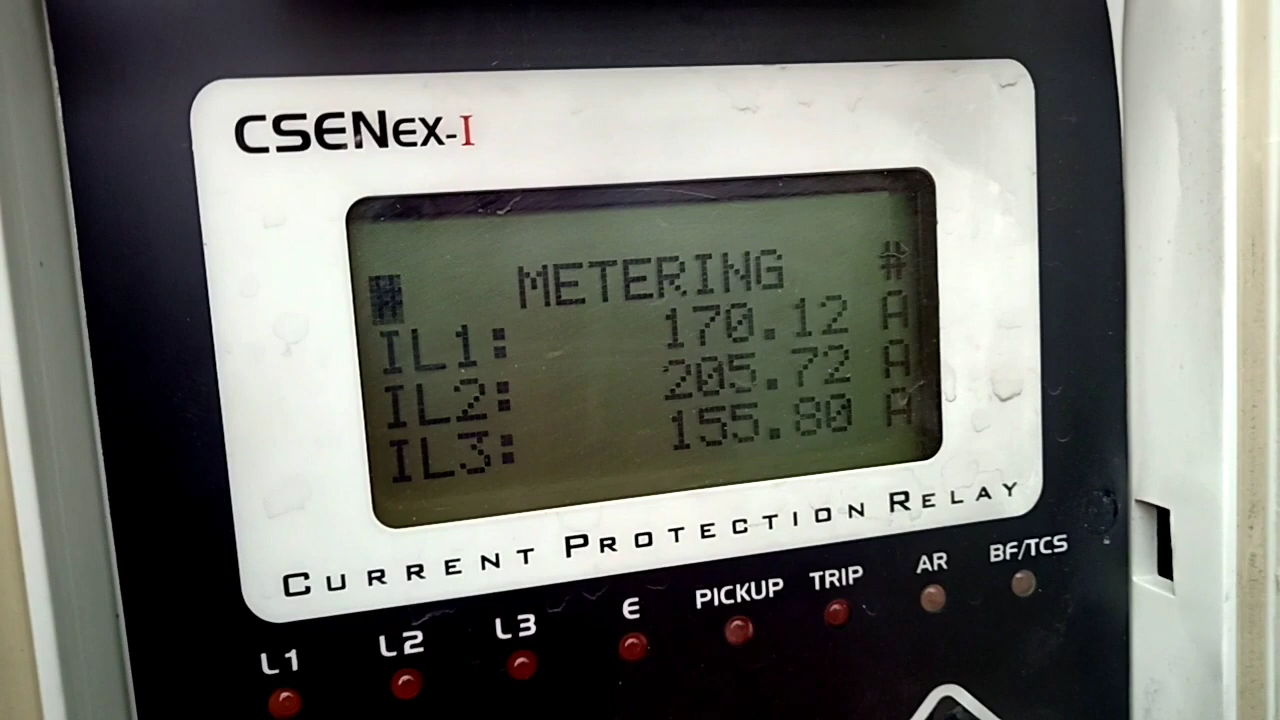 CSENEX-I
# METERING #
IL1: 170.12 A
IL2: 205.72 A
IL3: 155.80 A
CURRENT PROTECTION RELAY
L1 L2 L3 E PICKUP TRIP AR BF/TCS